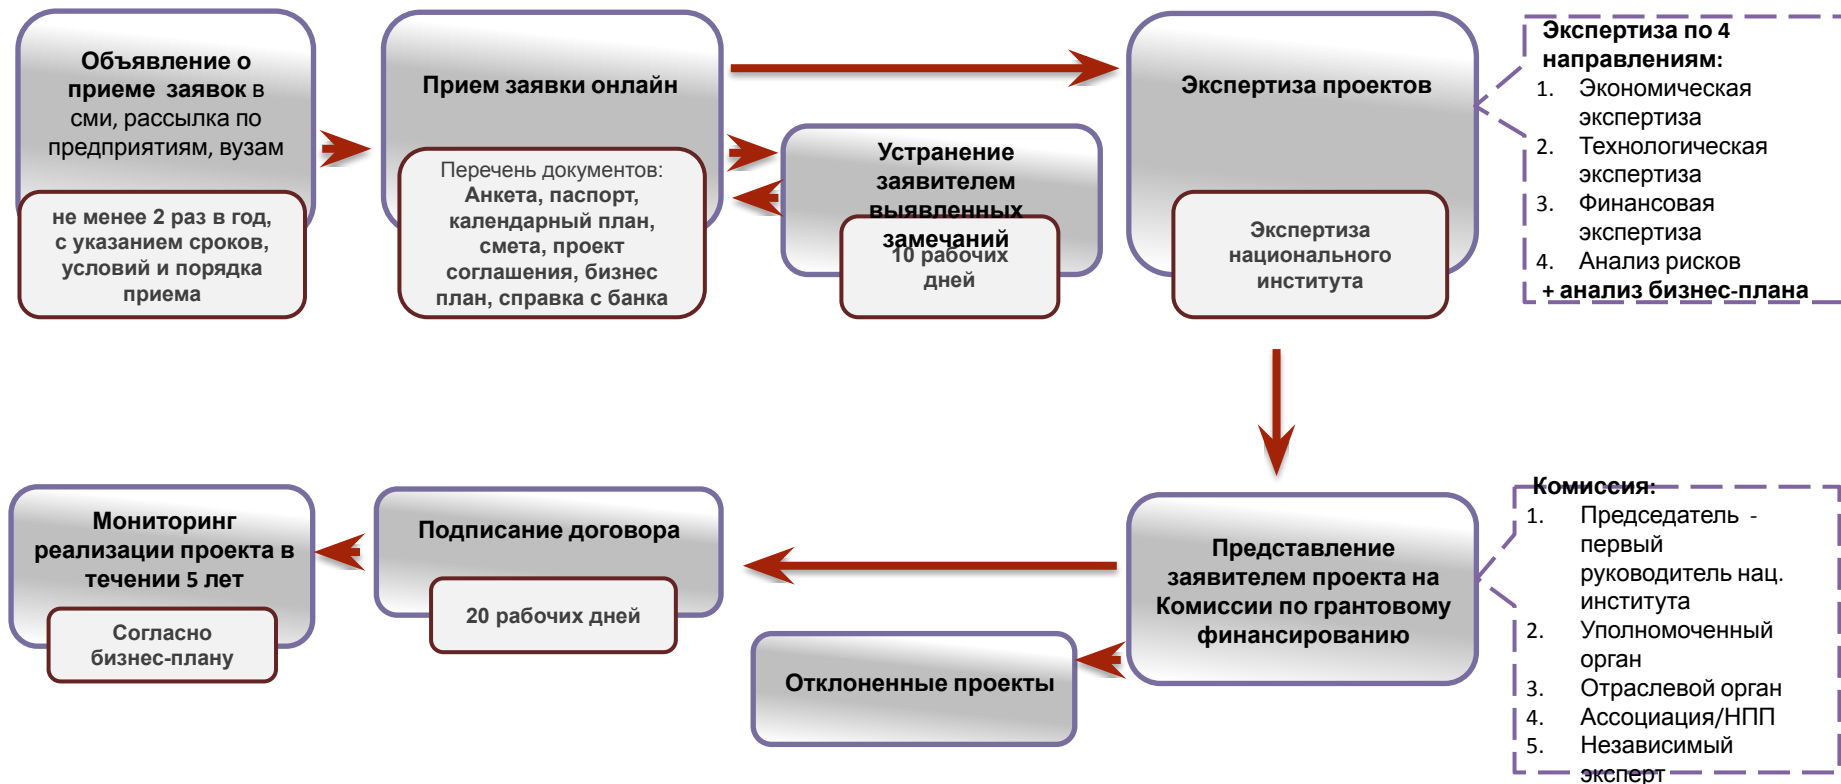 Объявление о
приеме заявок в
сми, рассылка по
предприятиям, вузам
не менее 2 раз в год,
с указанием сроков,
условий и порядка
приема
Прием заявки онлайн
Перечень документов:
Анкета, паспорт,
календарный план,
смета, проект
соглашения, бизнес
план, справка с банка
Устранение
заявителем
выявленных
замечаний
10 рабочих
дней
Экспертиза проектов
Экспертиза
национального
института
Экспертиза по 4
направлениям:
1. Экономическая
экспертиза
2. Технологическая
экспертиза
3. Финансовая
экспертиза
4. Анализ рисков
+ анализ бизнес-плана
Мониторинг
реализации проекта в
течении 5 лет
Согласно
бизнес-плану
Подписание договора
20 рабочих дней
Отклоненные проекты
Представление
заявителем проекта на
Комиссии по грантовому
финансированию
Комиссия:
1. Председатель -
первый
руководитель нац.
института
2. Уполномоченный
орган
3. Отраслевой орган
4. Ассоциация/НПП
5. Независимый
эксперт